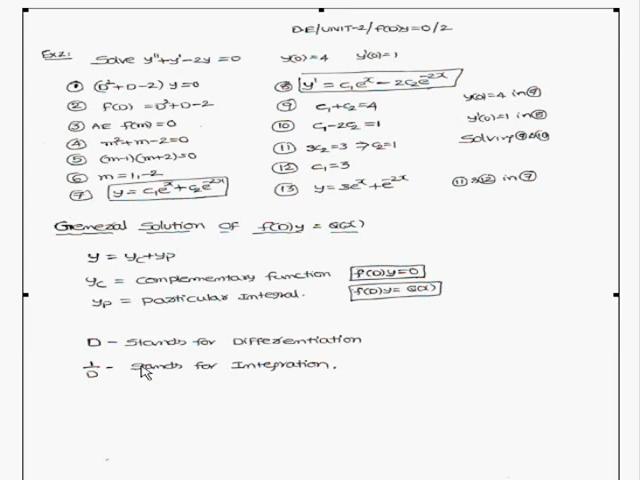 DE/UNIT-2/f(D)y=0/2
Ex2: Solve y"+y'-2y=0 y(0)=4 y'(0)=1
① (D²+D-2)y=0
② f(D) = D²+D-2
③ AE f(m)=0
④ m²+m-2=0
⑤ (m-1)(m+2)=0
⑥ m=1,-2
⑦ y=c₁eˣ+c₂e⁻²ˣ
⑧ y'=c₁eˣ-2c₂e⁻²ˣ
⑨ c₁+c₂=4 y(0)=4 in ⑦
⑩ c₁-2c₂=1 y'(0)=1 in ⑧
⑪ 3c₂=3 ⇒c₂=1 Solving ⑨&⑩
⑫ c₁=3
⑬ y=3eˣ+e⁻²ˣ ⑪&⑫ in ⑦
General Solution of f(D)y = Q(x)
y = yc+yp
yc = complementary function f(D)y=0
yp = particular Integral. f(D)y=Q(x)
D - Stands for Differentiation
1/D - Stands for Integration.